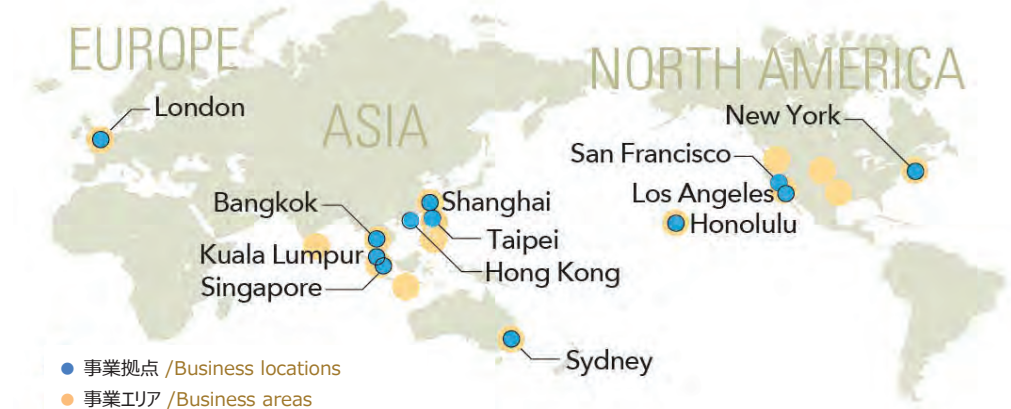 EUROPE
NORTH AMERICA
London
ASIA
New York
San Francisco
Los Angeles
Bangkok
Shanghai
Honolulu
Taipei
Kuala Lumpur
Hong Kong
Singapore
Sydney
事業拠点 /Business locations
事業エリア /Business areas